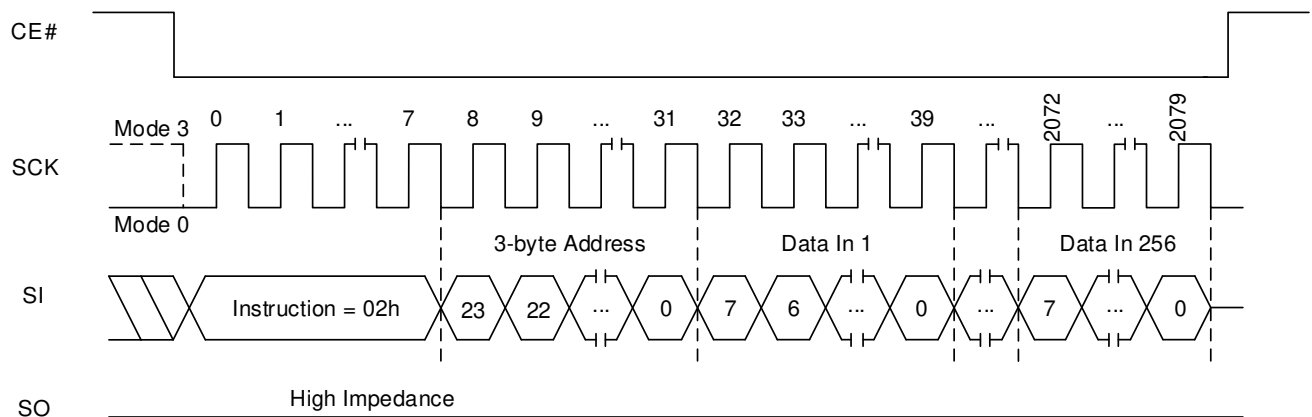 CE#
0 1 ... 7 8 9 ... 31 32 33 ... 39 ... 2072 ... 2079
Mode 3
SCK
Mode 0
3-byte Address Data In 1 Data In 256
SI Instruction = 02h 23 22 ... 0 7 6 ... 0 ... 7 ... 0
High Impedance
SO